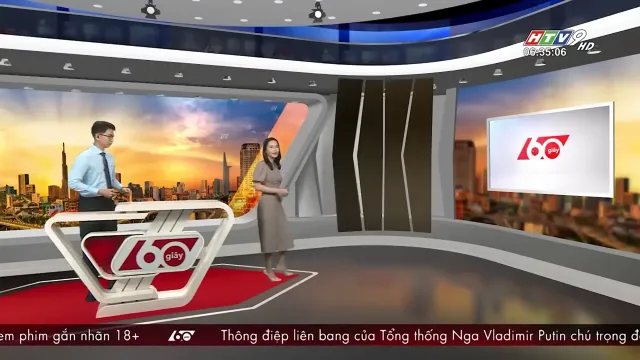 HTV9 HD
06:35:06
60 giây
60 giây
em phim gắn nhãn 18+ 60 Thông điệp liên bang của Tổng thống Nga Vladimir Putin chú trọng đ